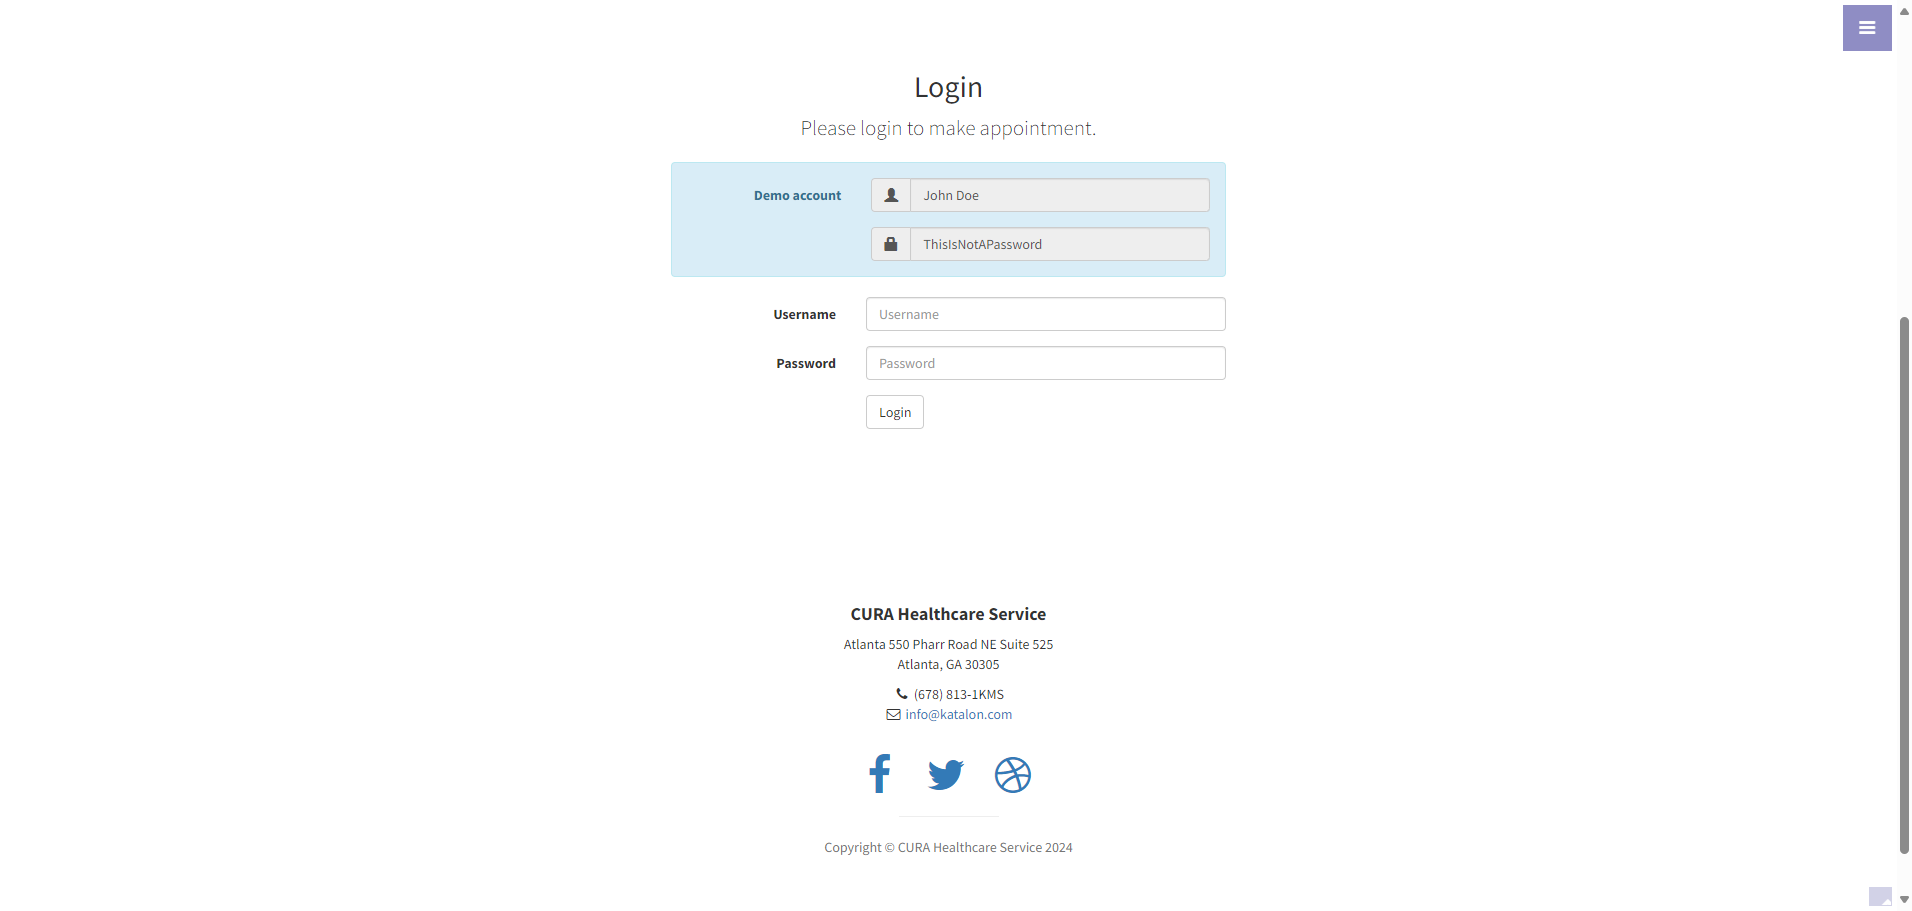 Login
Please login to make appointment.
Demo account
John Doe
ThisIsNotAPassword
Username
Username
Password
Password
Login
CURA Healthcare Service
Atlanta 550 Pharr Road NE Suite 525
Atlanta, GA 30305
(678) 813-1KMS
info@katalon.com
Copyright © CURA Healthcare Service 2024